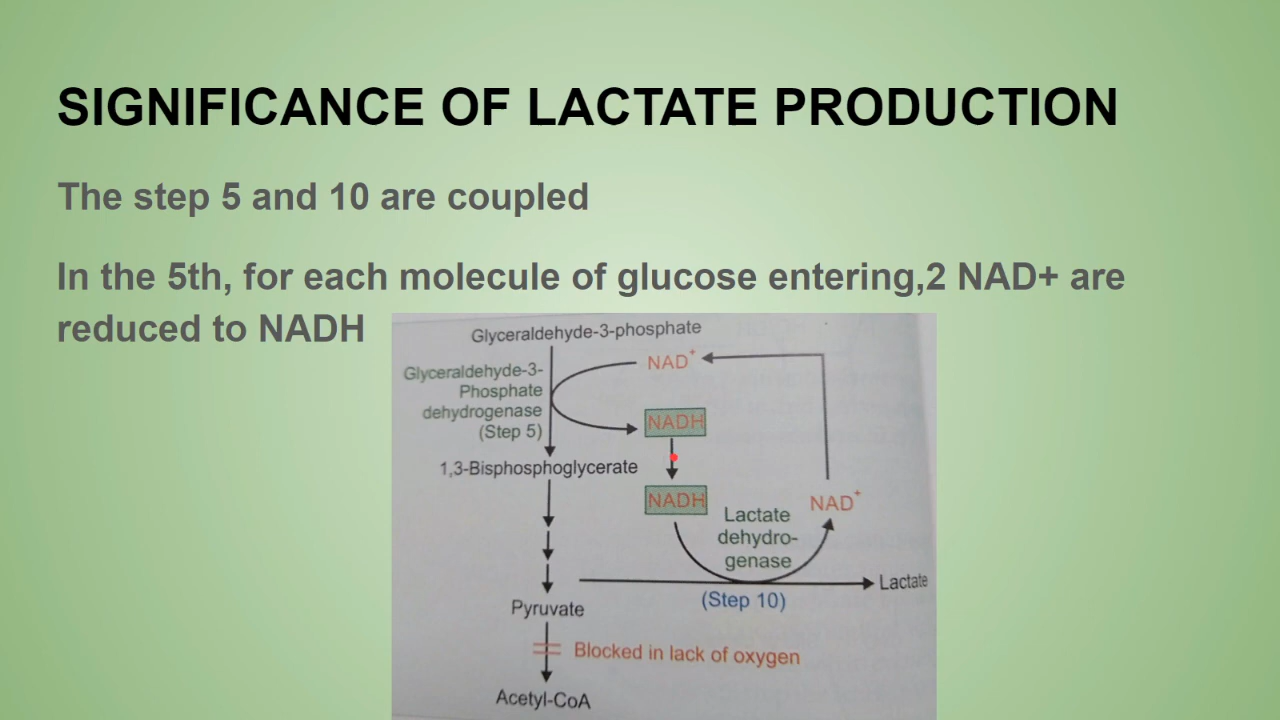 SIGNIFICANCE OF LACTATE PRODUCTION
The step 5 and 10 are coupled
In the 5th, for each molecule of glucose entering,2 NAD+ are
reduced to NADH
Glyceraldehyde-3-phosphate
Glyceraldehyde-3-
Phosphate
dehydrogenase
(Step 5)
NAD+
NADH
1,3-Bisphosphoglycerate
NADH
NAD+
Lactate
dehydro-
genase
Lactate
(Step 10)
Pyruvate
Blocked in lack of oxygen
Acetyl-CoA